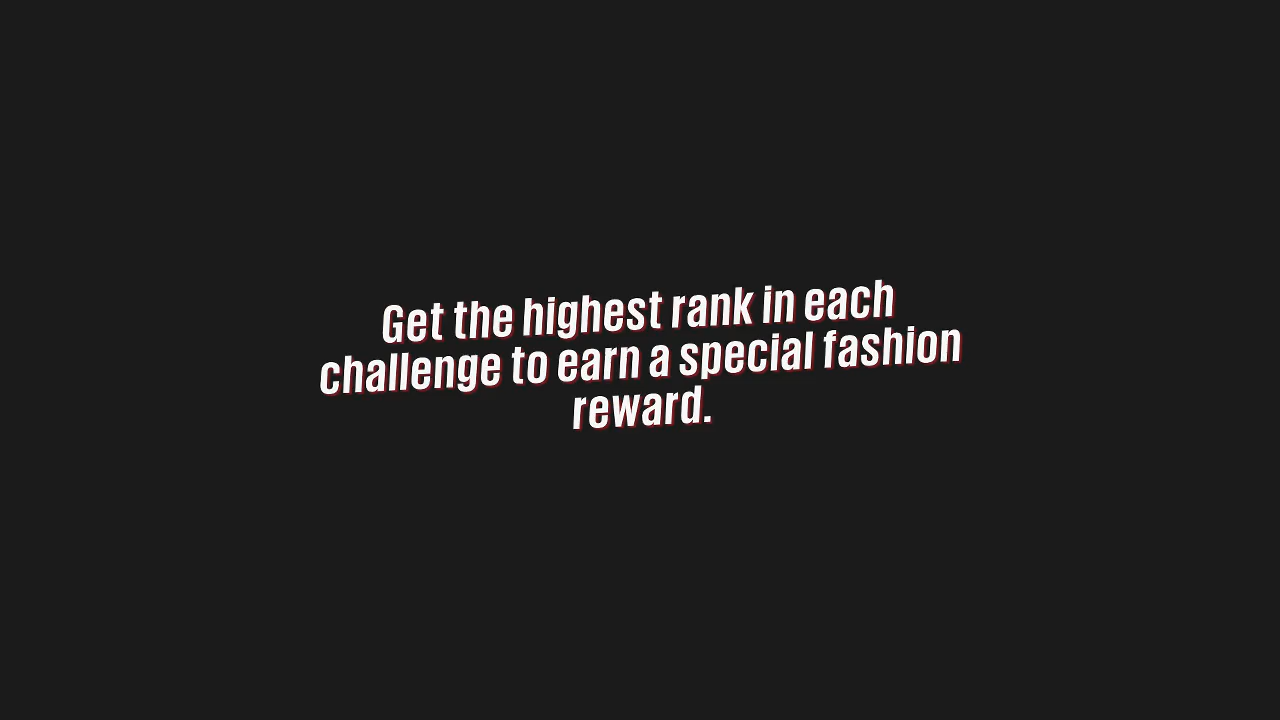 Get the highest rank in each
challenge to earn a special fashion
reward.